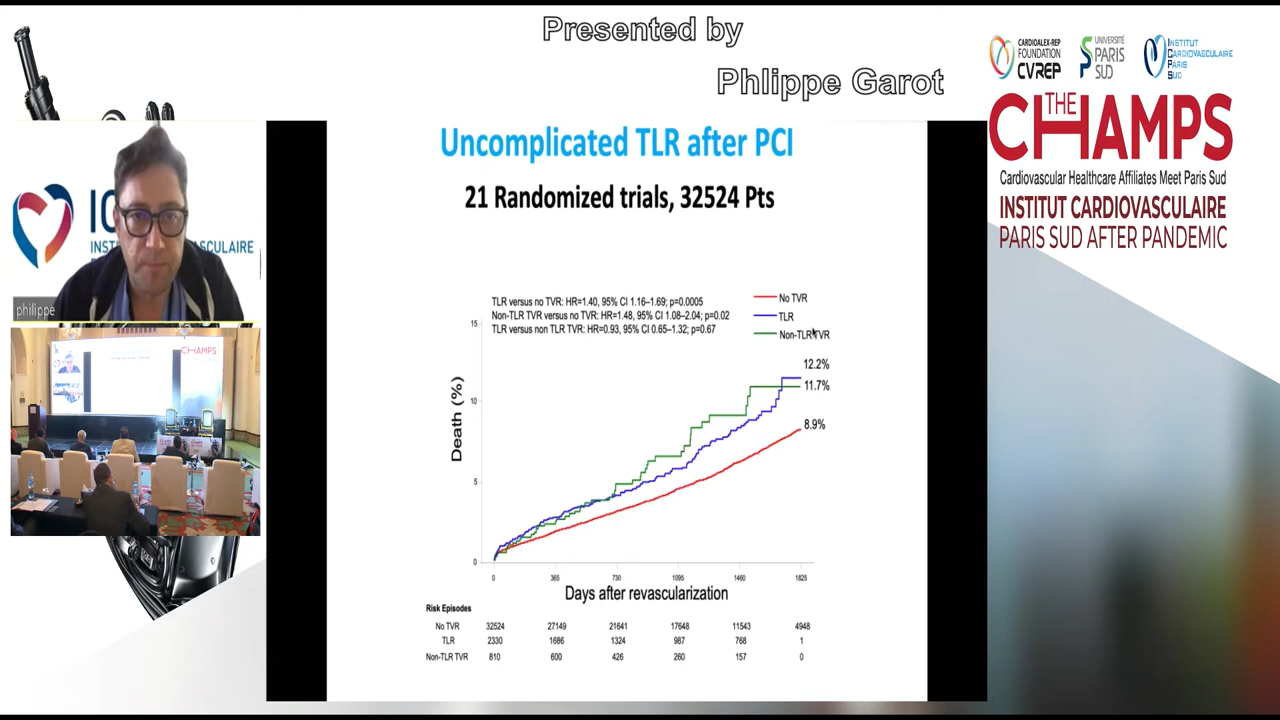 Presented by
Phlippe Garot
CARDIOALEX-REP
FOUNDATION
CVREP
UNIVERSITÉ
PARIS
SUD
INSTITUT
CARDIOVASCULAIRE
PARIS
SUD
THE
CHAMPS
Cardiovascular Healthcare Affiliates Meet Paris Sud
INSTITUT CARDIOVASCULAIRE
PARIS SUD AFTER PANDEMIC
philippe
CHAMPS
Uncomplicated TLR after PCI
21 Randomized trials, 32524 Pts
TLR versus no TVR: HR=1.40, 95% CI 1.16–1.69; p=0.0005
Non-TLR TVR versus no TVR: HR=1.48, 95% CI 1.08–2.04; p=0.02
TLR versus non TLR TVR: HR=0.93, 95% CI 0.65–1.32; p=0.67
No TVR
TLR
Non-TLR TVR
15
10
5
0
Death (%)
12.2%
11.7%
8.9%
0 365 730 1095 1460 1825
Days after revascularization
Risk Episodes
No TVR 32524 27149 21641 17648 11543 4948
TLR 2330 1686 1324 987 768 1
Non-TLR TVR 810 600 426 260 157 0